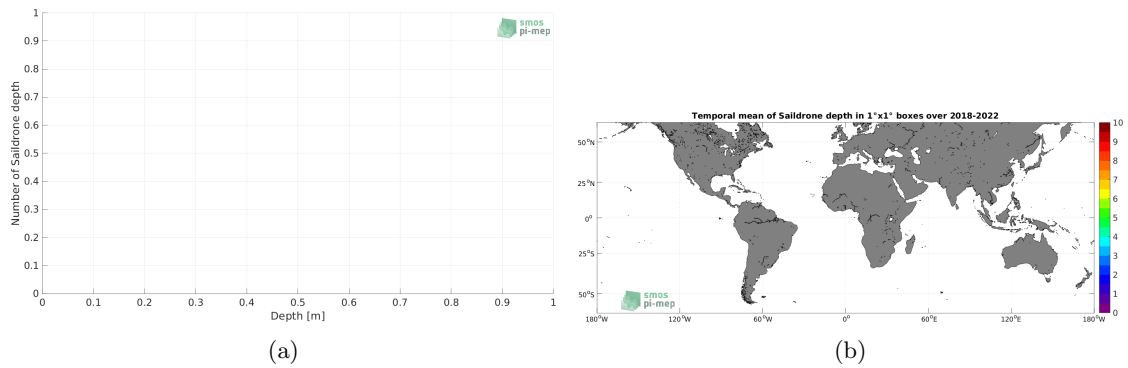 1
0.9
0.8
0.7
0.6
0.5
0.4
0.3
0.2
0.1
0
Number of Saildrone depth
0 0.1 0.2 0.3 0.4 0.5 0.6 0.7 0.8 0.9 1
Depth [m]
smos
pi-mep
(a)
Temporal mean of Saildrone depth in 1°x1° boxes over 2018-2022
50°N
25°N
0°
25°S
50°S
180°W 120°W 60°W 0° 60°E 120°E 180°W
10
9
8
7
6
5
4
3
2
1
0
smos
pi-mep
(b)